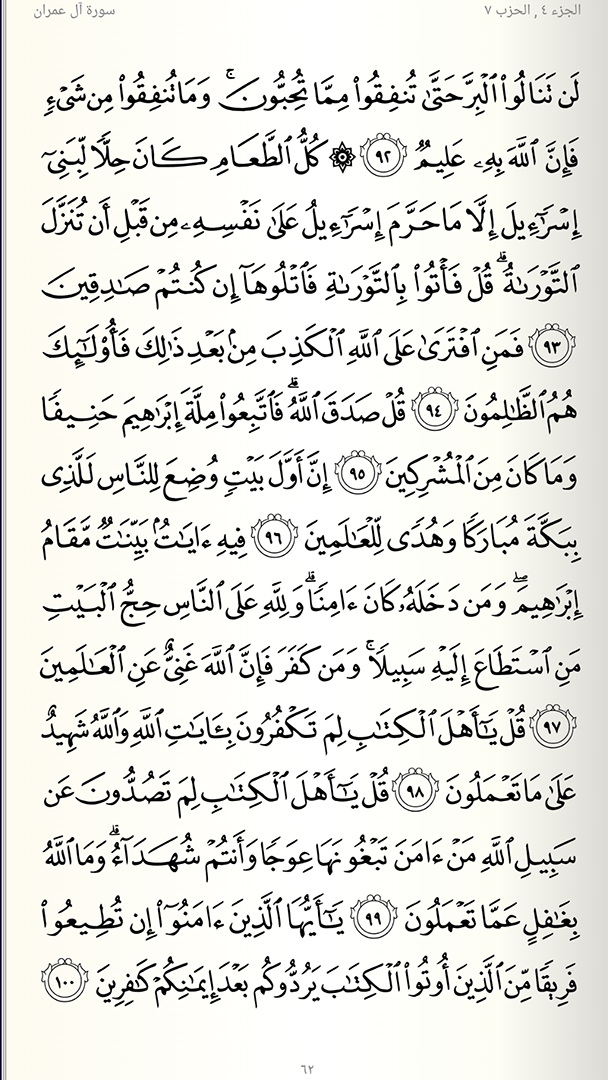 الجزء ٤ , الحزب ٧
سورة آل عمران
لَن تَنَالُوا۟ ٱلْبِرَّ حَتَّىٰ تُنفِقُوا۟ مِمَّا تُحِبُّونَ ۚ وَمَا تُنفِقُوا۟ مِن شَىْءٍ
فَإِنَّ ٱللَّهَ بِهِۦ عَلِيمٌ ٩٢ ۞ كُلُّ ٱلطَّعَامِ كَانَ حِلًّا لِّبَنِىٓ
إِسْرَٰٓءِيلَ إِلَّا مَا حَرَّمَ إِسْرَٰٓءِيلُ عَلَىٰ نَفْسِهِۦ مِن قَبْلِ أَن تُنَزَّلَ
ٱلتَّوْرَىٰةُ ۗ قُلْ فَأْتُوا۟ بِٱلتَّوْرَىٰةِ فَٱتْلُوهَآ إِن كُنتُمْ صَـٰدِقِينَ
٩٣ فَمَنِ ٱفْتَرَىٰ عَلَى ٱللَّهِ ٱلْكَذِبَ مِنۢ بَعْدِ ذَٰلِكَ فَأُو۟لَـٰٓئِكَ
هُمُ ٱلظَّـٰلِمُونَ ٩٤ قُلْ صَدَقَ ٱللَّهُ ۗ فَٱتَّبِعُوا۟ مِلَّةَ إِبْرَٰهِيمَ حَنِيفًا
وَمَا كَانَ مِنَ ٱلْمُشْرِكِينَ ٩٥ إِنَّ أَوَّلَ بَيْتٍ وُضِعَ لِلنَّاسِ لَلَّذِى
بِبَكَّةَ مُبَارَكًا وَهُدًى لِّلْعَـٰلَمِينَ ٩٦ فِيهِ ءَايَـٰتٌۢ بَيِّنَـٰتٌ مَّقَامُ
إِبْرَٰهِيمَ ۖ وَمَن دَخَلَهُۥ كَانَ ءَامِنًا ۗ وَلِلَّهِ عَلَى ٱلنَّاسِ حِجُّ ٱلْبَيْتِ
مَنِ ٱسْتَطَاعَ إِلَيْهِ سَبِيلًا ۚ وَمَن كَفَرَ فَإِنَّ ٱللَّهَ غَنِىٌّ عَنِ ٱلْعَـٰلَمِينَ
٩٧ قُلْ يَـٰٓأَهْلَ ٱلْكِتَـٰبِ لِمَ تَكْفُرُونَ بِـَٔايَـٰتِ ٱللَّهِ وَٱللَّهُ شَهِيدٌ
عَلَىٰ مَا تَعْمَلُونَ ٩٨ قُلْ يَـٰٓأَهْلَ ٱلْكِتَـٰبِ لِمَ تَصُدُّونَ عَن
سَبِيلِ ٱللَّهِ مَنْ ءَامَنَ تَبْغُونَهَا عِوَجًا وَأَنتُمْ شُهَدَآءُ ۗ وَمَا ٱللَّهُ
بِغَـٰفِلٍ عَمَّا تَعْمَلُونَ ٩٩ يَـٰٓأَيُّهَا ٱلَّذِينَ ءَامَنُوٓا۟ إِن تُطِيعُوا۟
فَرِيقًا مِّنَ ٱلَّذِينَ أُوتُوا۟ ٱلْكِتَـٰبَ يَرُدُّوكُم بَعْدَ إِيمَـٰنِكُمْ كَـٰفِرِينَ ١٠٠
٦٢